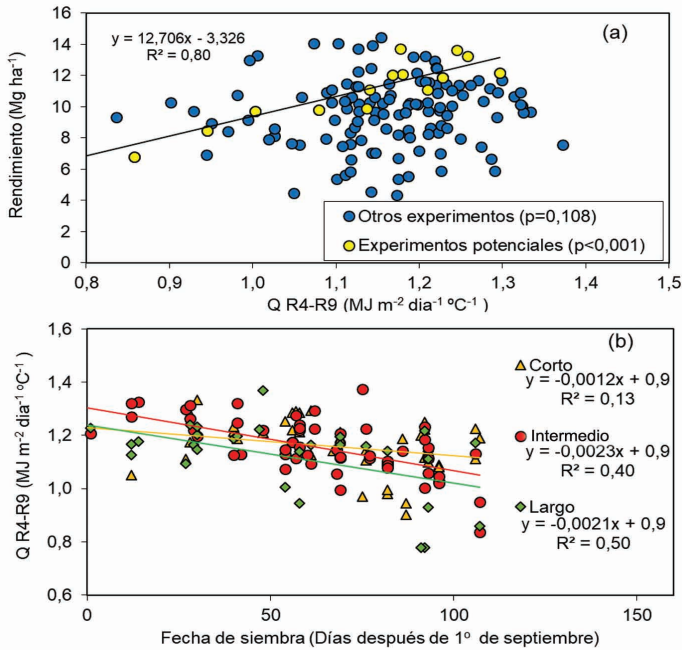 (a)
y = 12,706x - 3,326
R² = 0,80
Rendimiento (Mg ha⁻¹)
16
14
12
10
8
6
4
2
0
Otros experimentos (p=0,108)
Experimentos potenciales (p<0,001)
0,8 0,9 1,0 1,1 1,2 1,3 1,4 1,5
Q R4-R9 (MJ m⁻² dia⁻¹ ºC⁻¹)
(b)
Q R4-R9 (MJ m⁻² dia⁻¹ ºC⁻¹)
1,6
1,4
1,2
1,0
0,8
0,6
Corto
y = -0,0012x + 0,9
R² = 0,13
Intermedio
y = -0,0023x + 0,9
R² = 0,40
Largo
y = -0,0021x + 0,9
R² = 0,50
0 50 100 150
Fecha de siembra (Días después de 1º de septiembre)